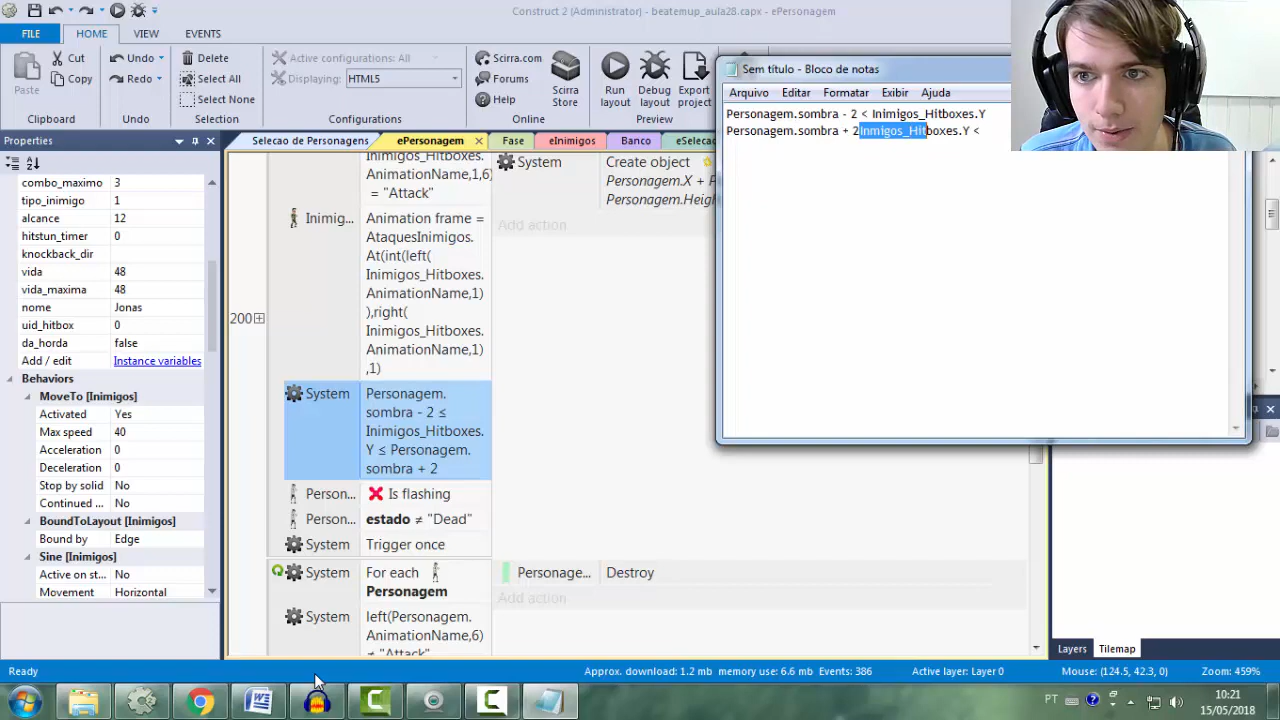 Construct 2 (Administrator) - beatemup_aula28.capx - ePersonagem
FILE
HOME
VIEW
EVENTS
Paste
Cut
Copy
Clipboard
Undo
Redo
Undo
Delete
Select All
Select None
Selection
Active configurations: All
Displaying:
HTML5
Configurations
Scirra.com
Forums
Help
Scirra Store
Go
Run layout
Debug layout
Export project
Preview
Properties
combo_maximo 3
tipo_inimigo 1
alcance 12
hitstun_timer 0
knockback_dir
vida 48
vida_maxima 48
nome Jonas
uid_hitbox 0
da_horda false
Add / edit Instance variables
Behaviors
MoveTo [Inimigos]
Activated Yes
Max speed 40
Acceleration 0
Deceleration 0
Stop by solid No
Continued ... No
BoundToLayout [Inimigos]
Bound by Edge
Sine [Inimigos]
Active on st... No
Movement Horizontal
Selecao de Personagens
ePersonagem
Fase
eInimigos
Banco
Inimigos_Hitboxes.
AnimationName,1,6)
= "Attack"
System
Create object
Personagem.X +
Add action
200
Inimig...
Animation frame =
AtaquesInimigos.
At(int(left(
Inimigos_Hitboxes.
AnimationName,1)
),right(
Inimigos_Hitboxes.
AnimationName,1)
,1)
System
Personagem.
sombra - 2 ≤
Inimigos_Hitboxes.
Y ≤ Personagem.
sombra + 2
Person... Is flashing
Person... estado ≠ "Dead"
System Trigger once
System For each
Personagem
Personage... Destroy
Add action
System left(Personagem.
AnimationName,6)
= "Attack"
Sem título - Bloco de notas
Arquivo Editar Formatar Exibir Ajuda
Personagem.sombra - 2 < Inimigos_Hitboxes.Y
Personagem.sombra + 2Inmigos_Hitboxes.Y <
Layers
Tilemap
Ready
Approx. download: 1.2 mb memory use: 6.6 mb Events: 386
Active layer: Layer 0
Mouse: (124.5, 42.3, 0)
Zoom: 459%
PT
10:21
15/05/2018